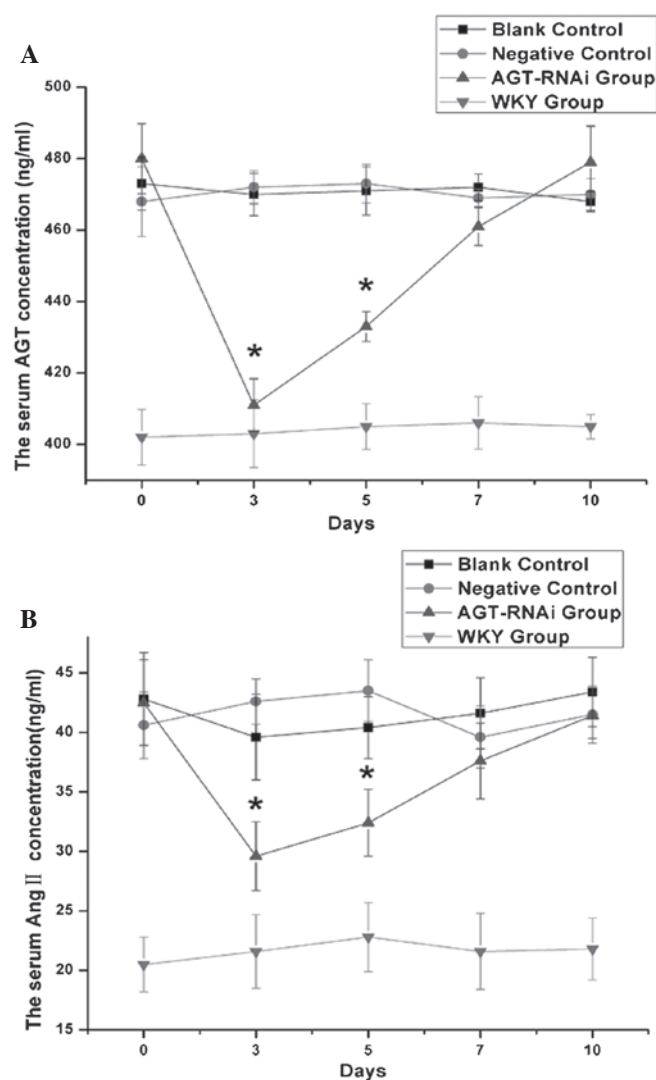 A
Blank Control
Negative Control
AGT-RNAi Group
WKY Group
The serum AGT concentration (ng/ml)
500
480
460
440
420
400
*
*
0 3 5 7 10
Days
B
Blank Control
Negative Control
AGT-RNAi Group
WKY Group
The serum Ang Ⅱ concentration(ng/ml)
45
40
35
30
25
20
15
*
*
0 3 5 7 10
Days